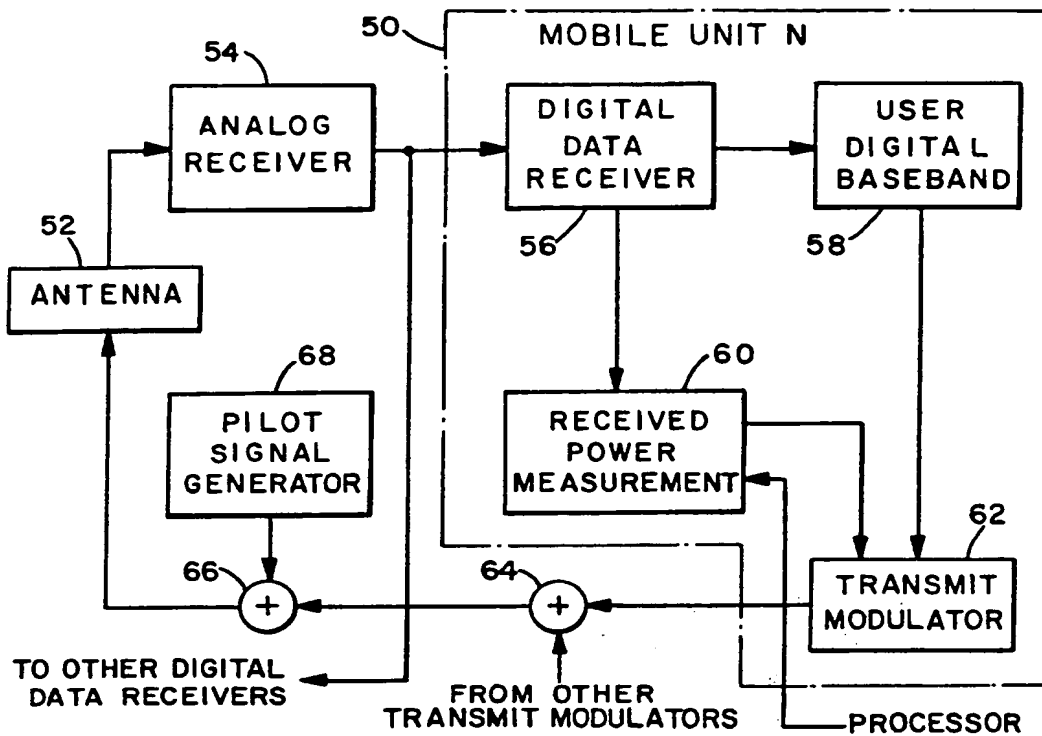 50
MOBILE UNIT N
54
ANALOG
RECEIVER
DIGITAL
DATA
RECEIVER
56
USER
DIGITAL
BASEBAND
58
52
ANTENNA
68
PILOT
SIGNAL
GENERATOR
60
RECEIVED
POWER
MEASUREMENT
62
TRANSMIT
MODULATOR
66
+
64
+
TO OTHER DIGITAL
DATA RECEIVERS
FROM OTHER
TRANSMIT MODULATORS
PROCESSOR